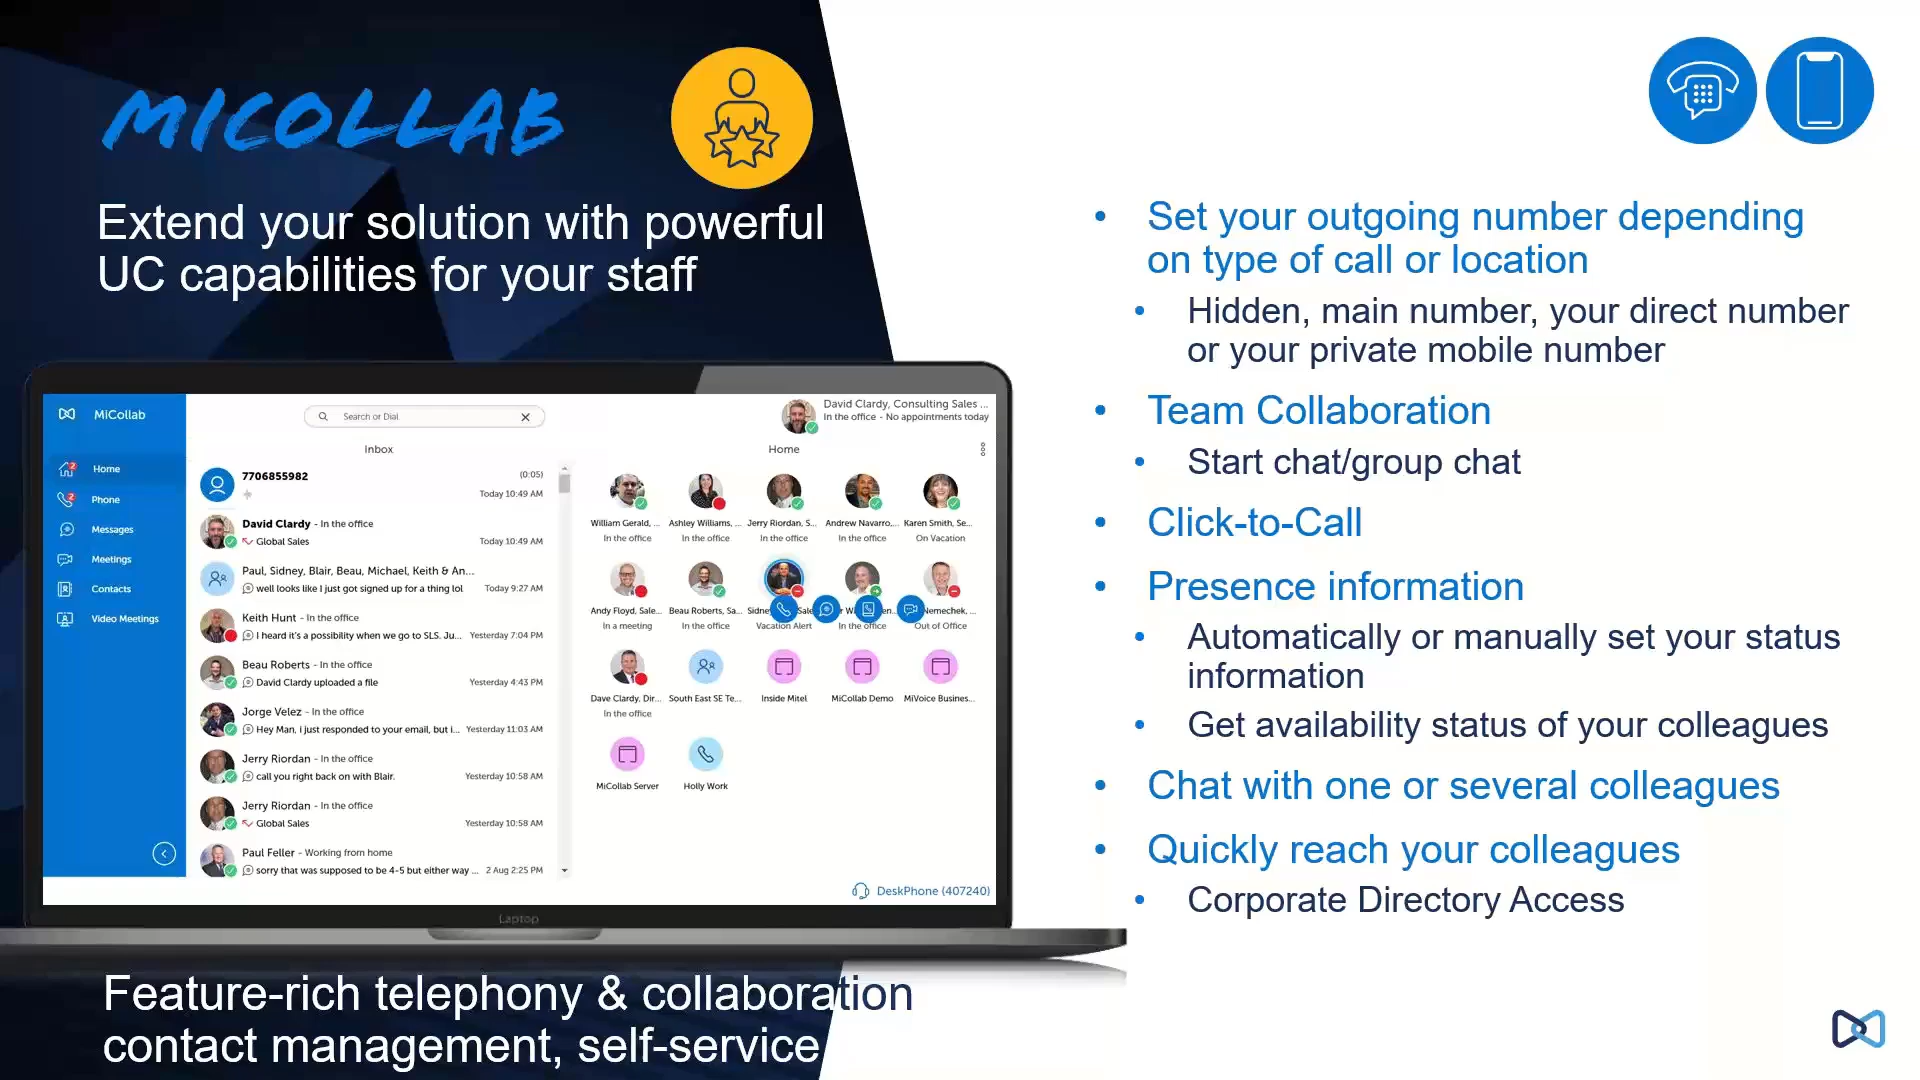 MICOLLAB
Extend your solution with powerful
UC capabilities for your staff
MiCollab
Home
Phone
Messages
Meetings
Contacts
Video Meetings
Search or Dial
David Clardy, Consulting Sales ...
In the office - No appointments today
Inbox
7706855982
(0:05)
Today 10:49 AM
David Clardy - In the office
Global Sales
Today 10:49 AM
Paul, Sidney, Blair, Beau, Michael, Keith & An...
well looks like I just got signed up for a thing lol
Today 9:27 AM
Keith Hunt - In the office
I heard it's a possibility when we go to SLS. Ju...
Yesterday 7:04 PM
Beau Roberts - In the office
David Clardy uploaded a file
Yesterday 4:43 PM
Jorge Velez - In the office
Hey Man, I just responded to your email, but i...
Yesterday 11:03 AM
Jerry Riordan - In the office
call you right back on with Blair.
Yesterday 10:58 AM
Jerry Riordan - In the office
Global Sales
Yesterday 10:58 AM
Paul Feller - Working from home
sorry that was supposed to be 4-5 but either way ...
2 Aug 2:25 PM
Home
William Gerald, ... Ashley Williams, ... Jerry Riordan, S... Andrew Navarro,... Karen Smith, Se...
In the office In the office In the office In the office On Vacation
Andy Floyd, Sale... Beau Roberts, Sa... Sidne Sale r W en.. Nemechek, ...
In a meeting In the office Vacation Alert In the office Out of Office
Dave Clardy, Dir... South East SE Te... Inside Mitel MiCollab Demo MiVoice Busines...
In the office
MiCollab Server Holly Work
DeskPhone (407240)
Laptop
Feature-rich telephony & collaboration
contact management, self-service
• Set your outgoing number depending
on type of call or location
• Hidden, main number, your direct number
or your private mobile number
• Team Collaboration
• Start chat/group chat
• Click-to-Call
• Presence information
• Automatically or manually set your status
information
• Get availability status of your colleagues
• Chat with one or several colleagues
• Quickly reach your colleagues
• Corporate Directory Access